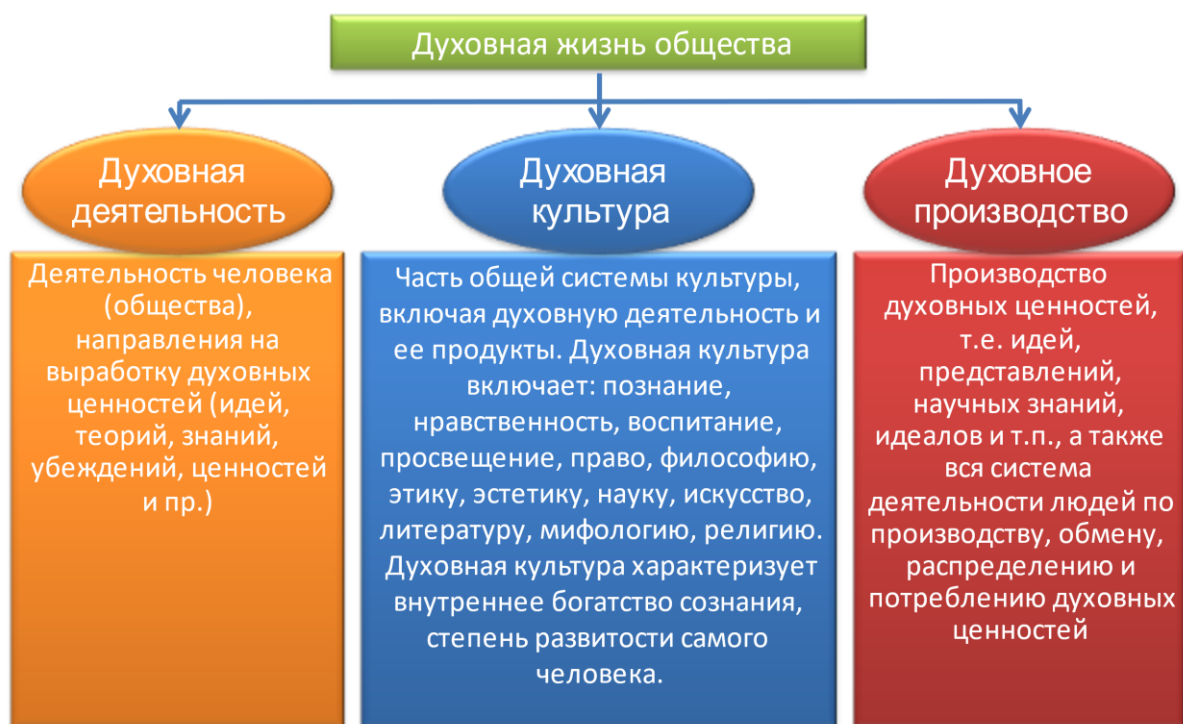 Духовная жизнь общества
Духовная
деятельность
Деятельность человека
(общества),
направления на
выработку духовных
ценностей (идей,
теорий, знаний,
убеждений, ценностей
и пр.)
Духовная
культура
Часть общей системы культуры,
включая духовную деятельность и
ее продукты. Духовная культура
включает: познание,
нравственность, воспитание,
просвещение, право, философию,
этику, эстетику, науку, искусство,
литературу, мифологию, религию.
Духовная культура характеризует
внутреннее богатство сознания,
степень развитости самого
человека.
Духовное
производство
Производство
духовных ценностей,
т.е. идей,
представлений,
научных знаний,
идеалов и т.п., а также
вся система
деятельности людей по
производству, обмену,
распределению и
потреблению духовных
ценностей